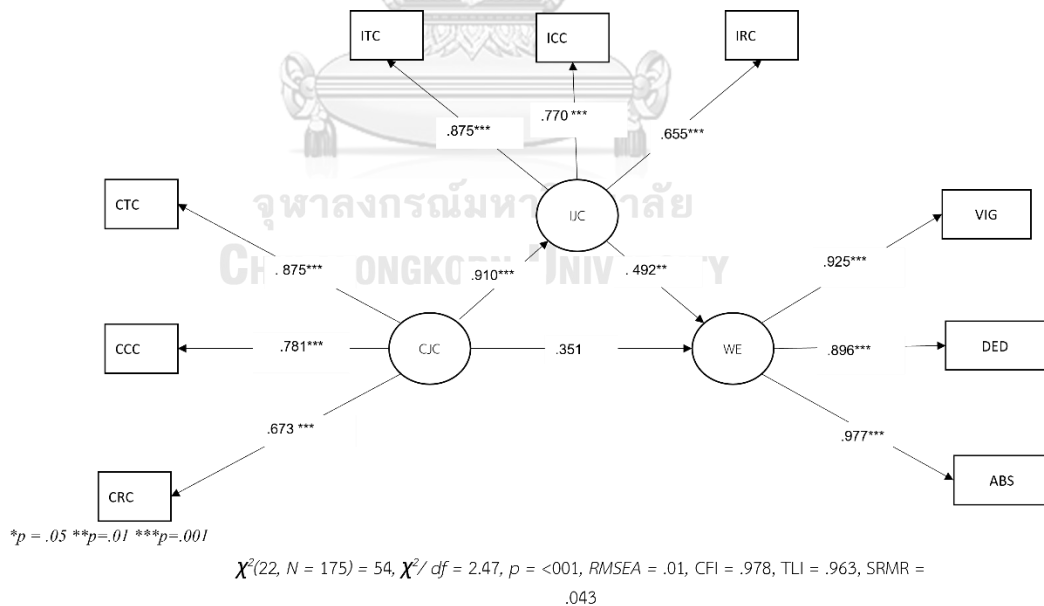 ITC
ICC
IRC
.875***
.770 ***
.655***
จุฬาลงกรณ์มหาวิทยาลัย
IJC
CTC
VIG
. 875***
.910***
. 492**
.925***
CCC
.781***
CJC
.351
WE
.896***
DED
.673 ***
.977***
CRC
ABS
*p = .05 **p=.01 ***p=.001
χ²(22, N = 175) = 54, χ²/ df = 2.47, p = <001, RMSEA = .01, CFI = .978, TLI = .963, SRMR =
.043